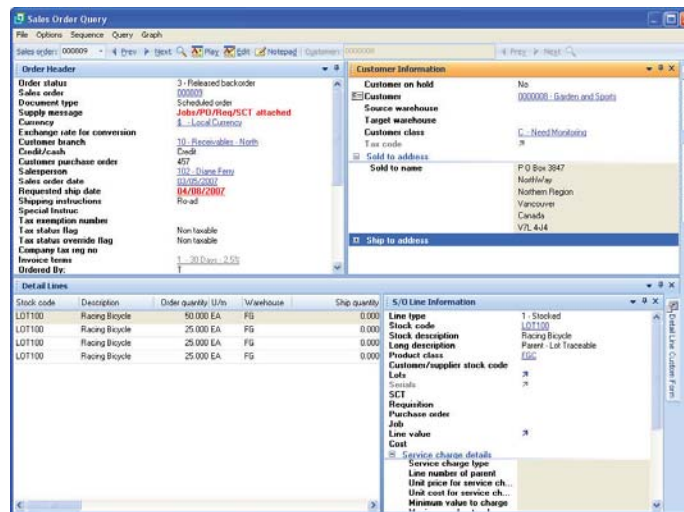 Sales Order Query
File Options Sequence Query Graph
Sales order: 000009 Prev Next Play Edit Notepad Customer: 0000008 Prev Next
Order Header
Order status 3 - Released backorder
Sales order 000009
Document type Scheduled order
Supply message Jobs/PO/Req/SCT attached
Currency $ - Local Currency
Exchange rate for conversion
Customer branch 10 - Receivables - North
Credit/cash Credit
Customer purchase order 457
Salesperson 102 - Diane Ferry
Sales order date 03/05/2007
Requested ship date 04/08/2007
Shipping instructions Ro-ad
Special Instruc
Tax exemption number
Tax status flag Non taxable
Tax status override flag Non taxable
Company tax reg no
Invoice terms 1 - 30 Days - 2.5%
Ordered By: T
Customer Information
Customer on hold No
Customer 0000008 - Garden and Sports
Source warehouse
Target warehouse
Customer class C - Need Monitoring
Tax code
Sold to address
Sold to name P O Box 3847
NorthWay
Northern Region
Vancouver
Canada
V7L 4J4
Ship to address
Detail Lines
Stock code Description Order quantity U/m Warehouse Ship quantity
LOT100 Racing Bicycle 50.000 EA FG 0.000
LOT100 Racing Bicycle 25.000 EA FG 0.000
LOT100 Racing Bicycle 25.000 EA FG 0.000
LOT100 Racing Bicycle 25.000 EA FG 0.000
S/O Line Information
Line type 1 - Stocked
Stock code LOT100
Stock description Racing Bicycle
Long description Parent - Lot Traceable
Product class FGC
Customer/supplier stock code
Lots
Serials
SCT
Requisition
Purchase order
Job
Line value
Cost
Service charge details
Service charge type
Line number of parent
Unit price for service ch...
Unit cost for service ch...
Minimum value to charge
Detail Line Custom Form